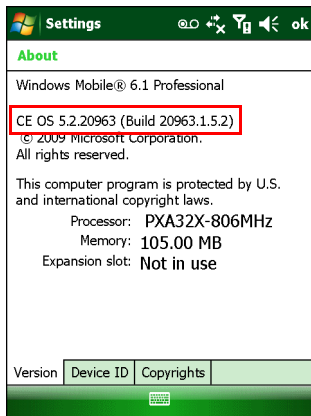 Settings
ok
About
Windows Mobile® 6.1 Professional
CE OS 5.2.20963 (Build 20963.1.5.2)
© 2009 Microsoft Corporation.
All rights reserved.
This computer program is protected by U.S.
and international copyright laws.
Processor: PXA32X-806MHz
Memory: 105.00 MB
Expansion slot: Not in use
Version Device ID Copyrights